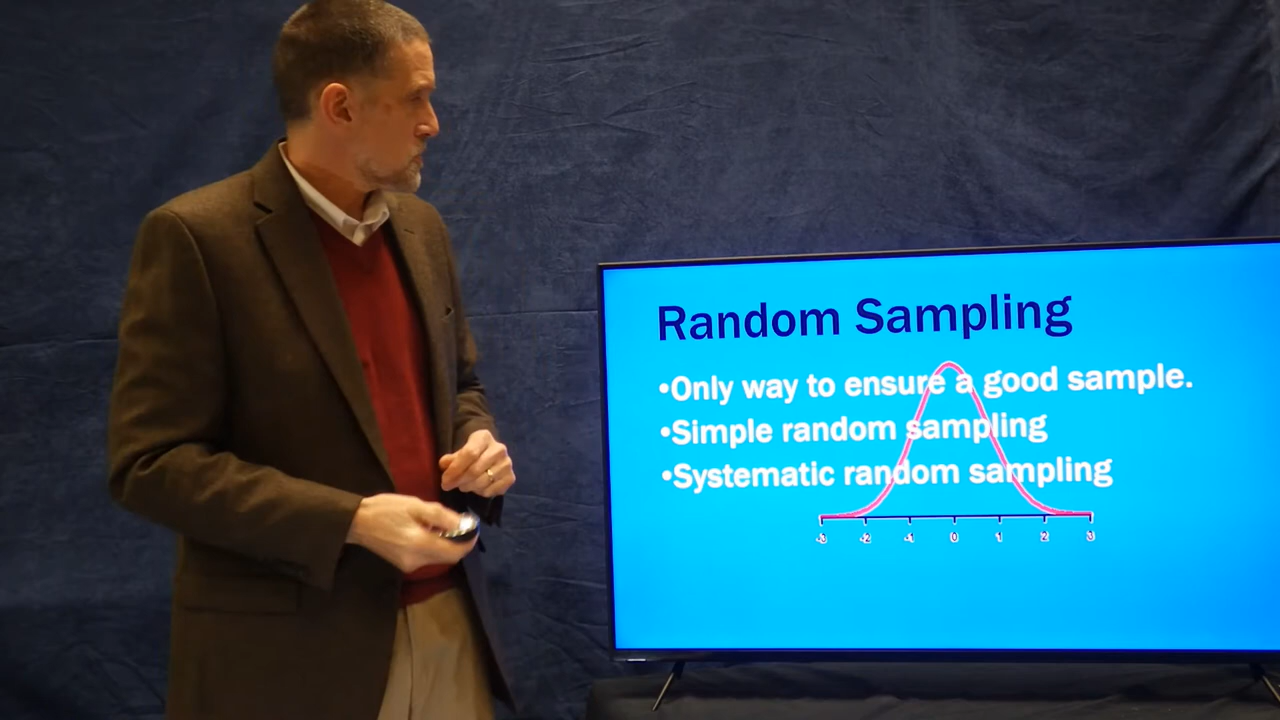 Random Sampling
•Only way to ensure a good sample.
•Simple random sampling
•Systematic random sampling
-3 -2 -1 0 1 2 3